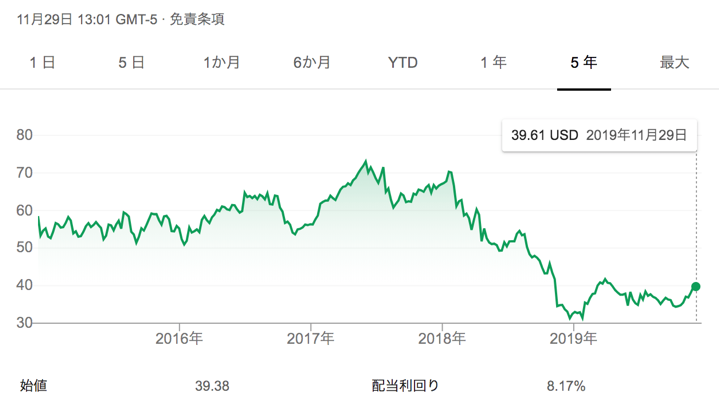 11月29日 13:01 GMT-5 · 免責条項
1 日 5 日 1か月 6か月 YTD 1 年 5 年 最大
39.61 USD 2019年11月29日
80
70
60
50
40
30
2016年 2017年 2018年 2019年
始値 39.38 配当利回り 8.17%